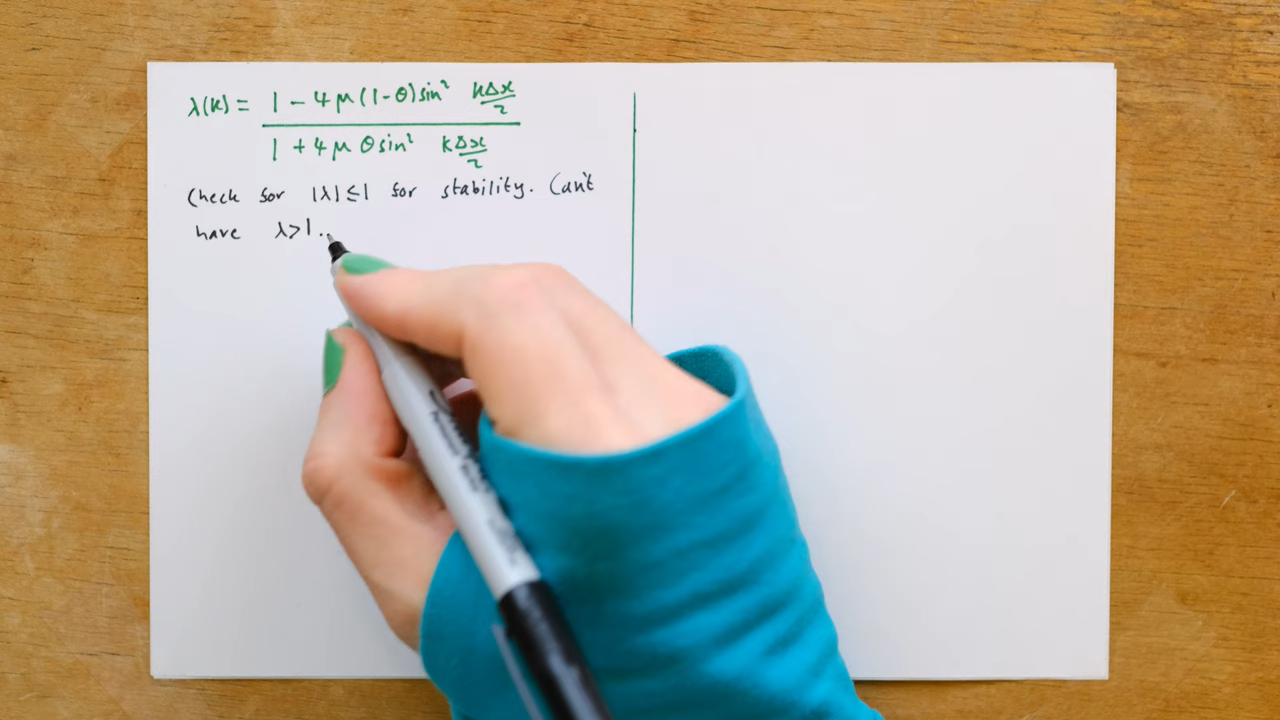 λ(k) = 1 - 4μ(1-θ)sin² kΔx/2
1 + 4μθsin² kΔx/2
Check for |λ|≤1 for stability. Can't
have λ>1..